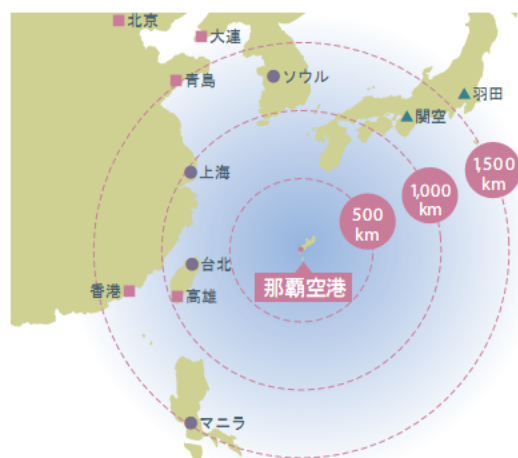 北京
大連
青島
ソウル
羽田
関空
上海
1,500
km
1,000
km
500
km
台北
那覇空港
香港
高雄
マニラ